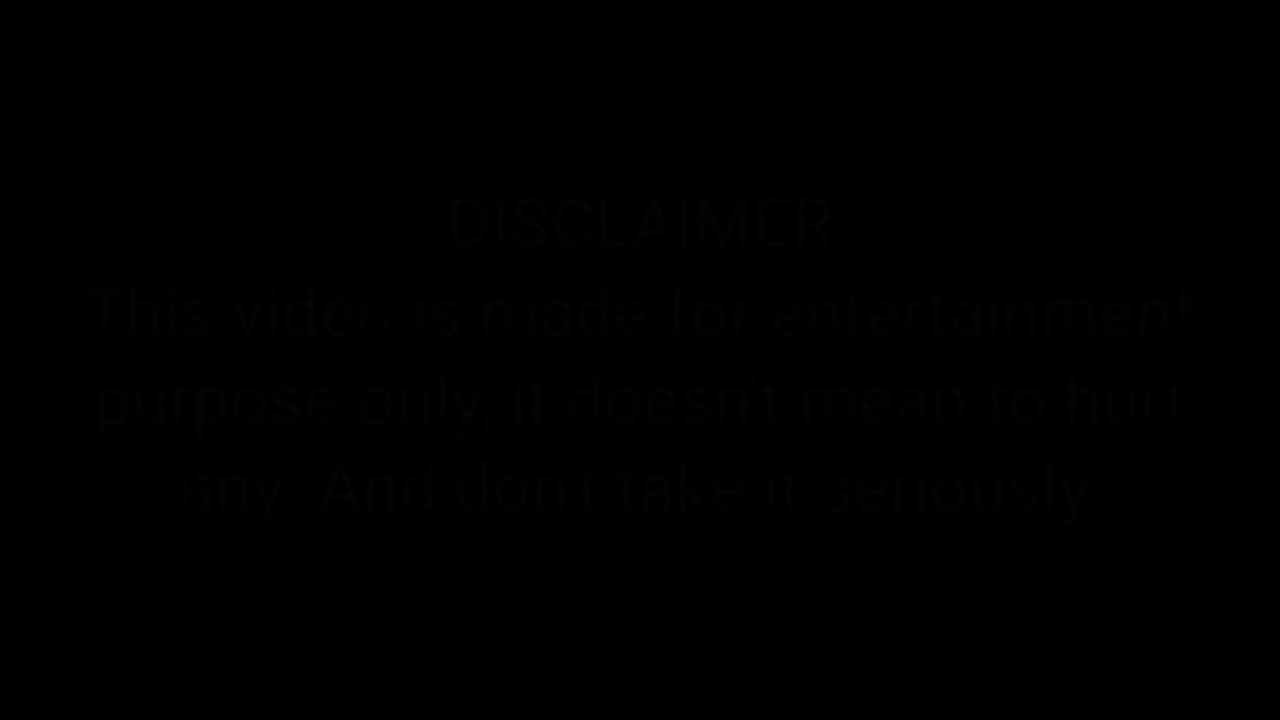 DISCLAIMER
This video is made for entertainment
purpose only, it doesn't mean to hurt
any..And don't take it seriously..